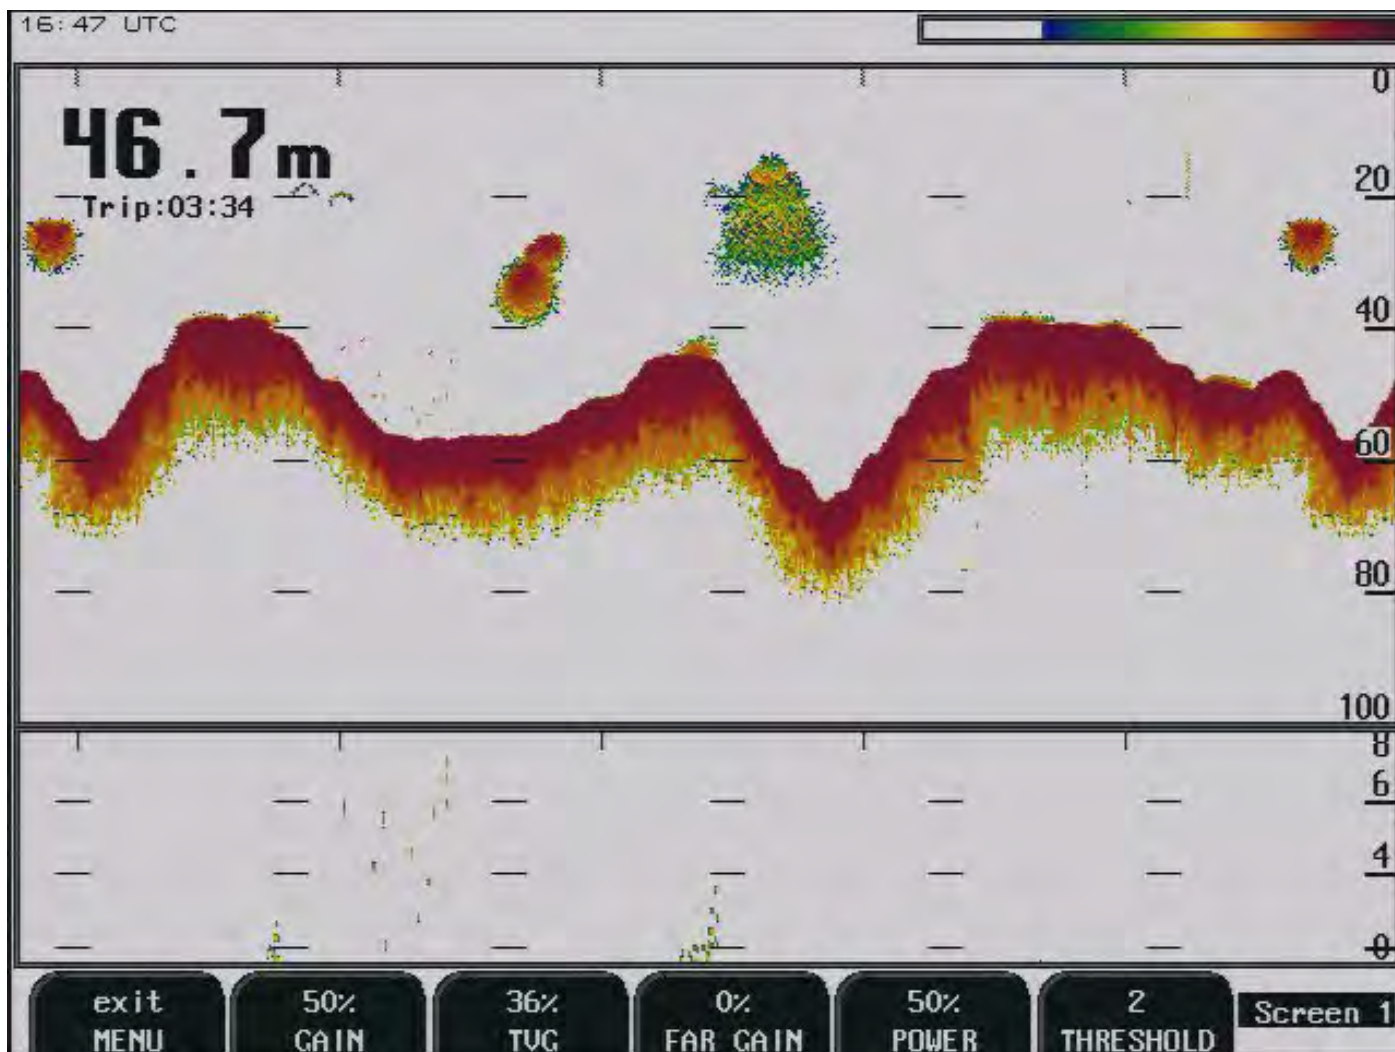 16:47 UTC
46.7m
Trip:03:34
0
20
40
60
80
100
8
6
4
0
exit
MENU
50%
GAIN
36%
TVG
0%
FAR GAIN
50%
POWER
2
THRESHOLD
Screen 1